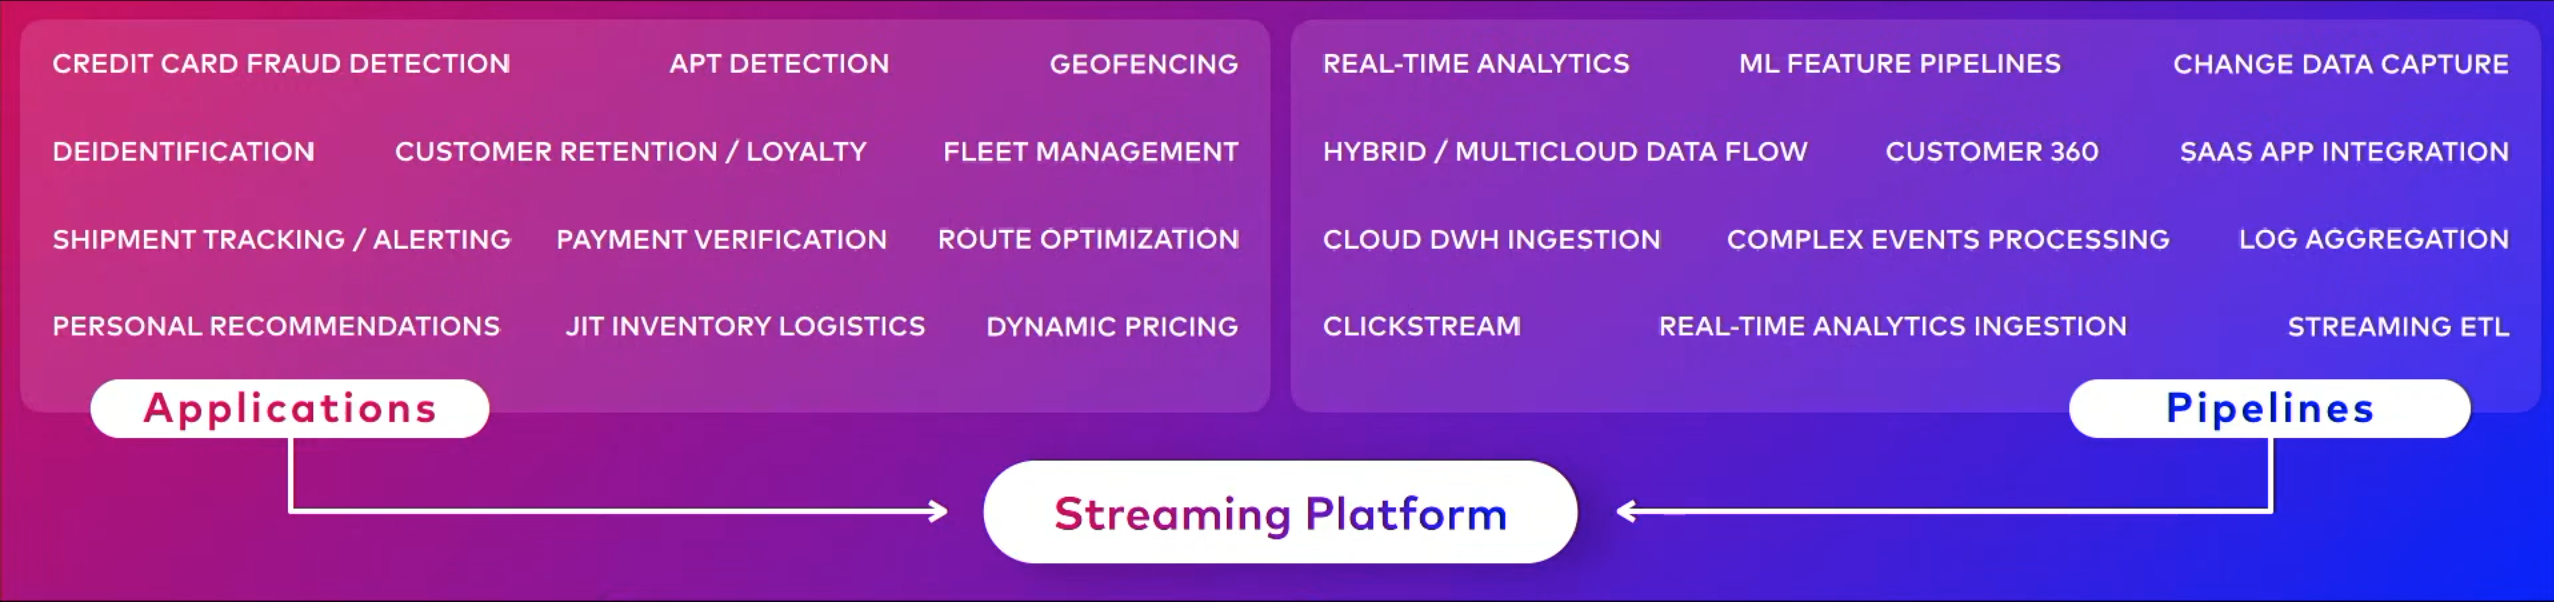 CREDIT CARD FRAUD DETECTION APT DETECTION GEOFENCING
DEIDENTIFICATION CUSTOMER RETENTION / LOYALTY FLEET MANAGEMENT
SHIPMENT TRACKING / ALERTING PAYMENT VERIFICATION ROUTE OPTIMIZATION
PERSONAL RECOMMENDATIONS JIT INVENTORY LOGISTICS DYNAMIC PRICING
Applications
REAL-TIME ANALYTICS ML FEATURE PIPELINES CHANGE DATA CAPTURE
HYBRID / MULTICLOUD DATA FLOW CUSTOMER 360 SAAS APP INTEGRATION
CLOUD DWH INGESTION COMPLEX EVENTS PROCESSING LOG AGGREGATION
CLICKSTREAM REAL-TIME ANALYTICS INGESTION STREAMING ETL
Pipelines
Streaming Platform